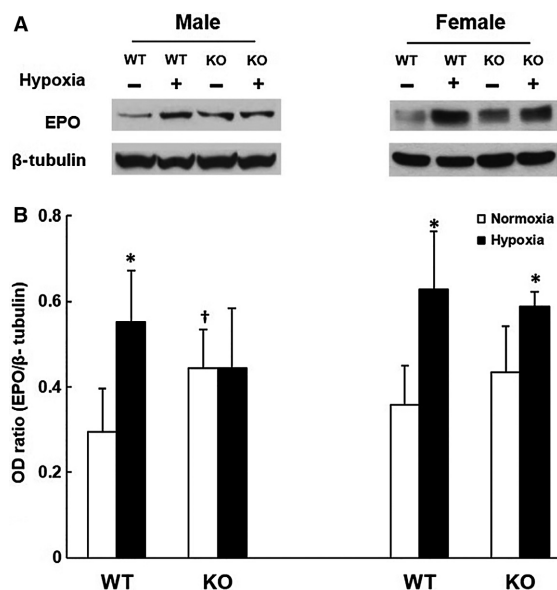 A
Male
Female
WT WT KO KO
WT WT KO KO
Hypoxia
– + – +
– + – +
EPO
β-tubulin
B
OD ratio (EPO/β- tubulin)
0.8
0.6
0.4
0.2
0
Normoxia
Hypoxia
*
†
*
*
WT
KO
WT
KO